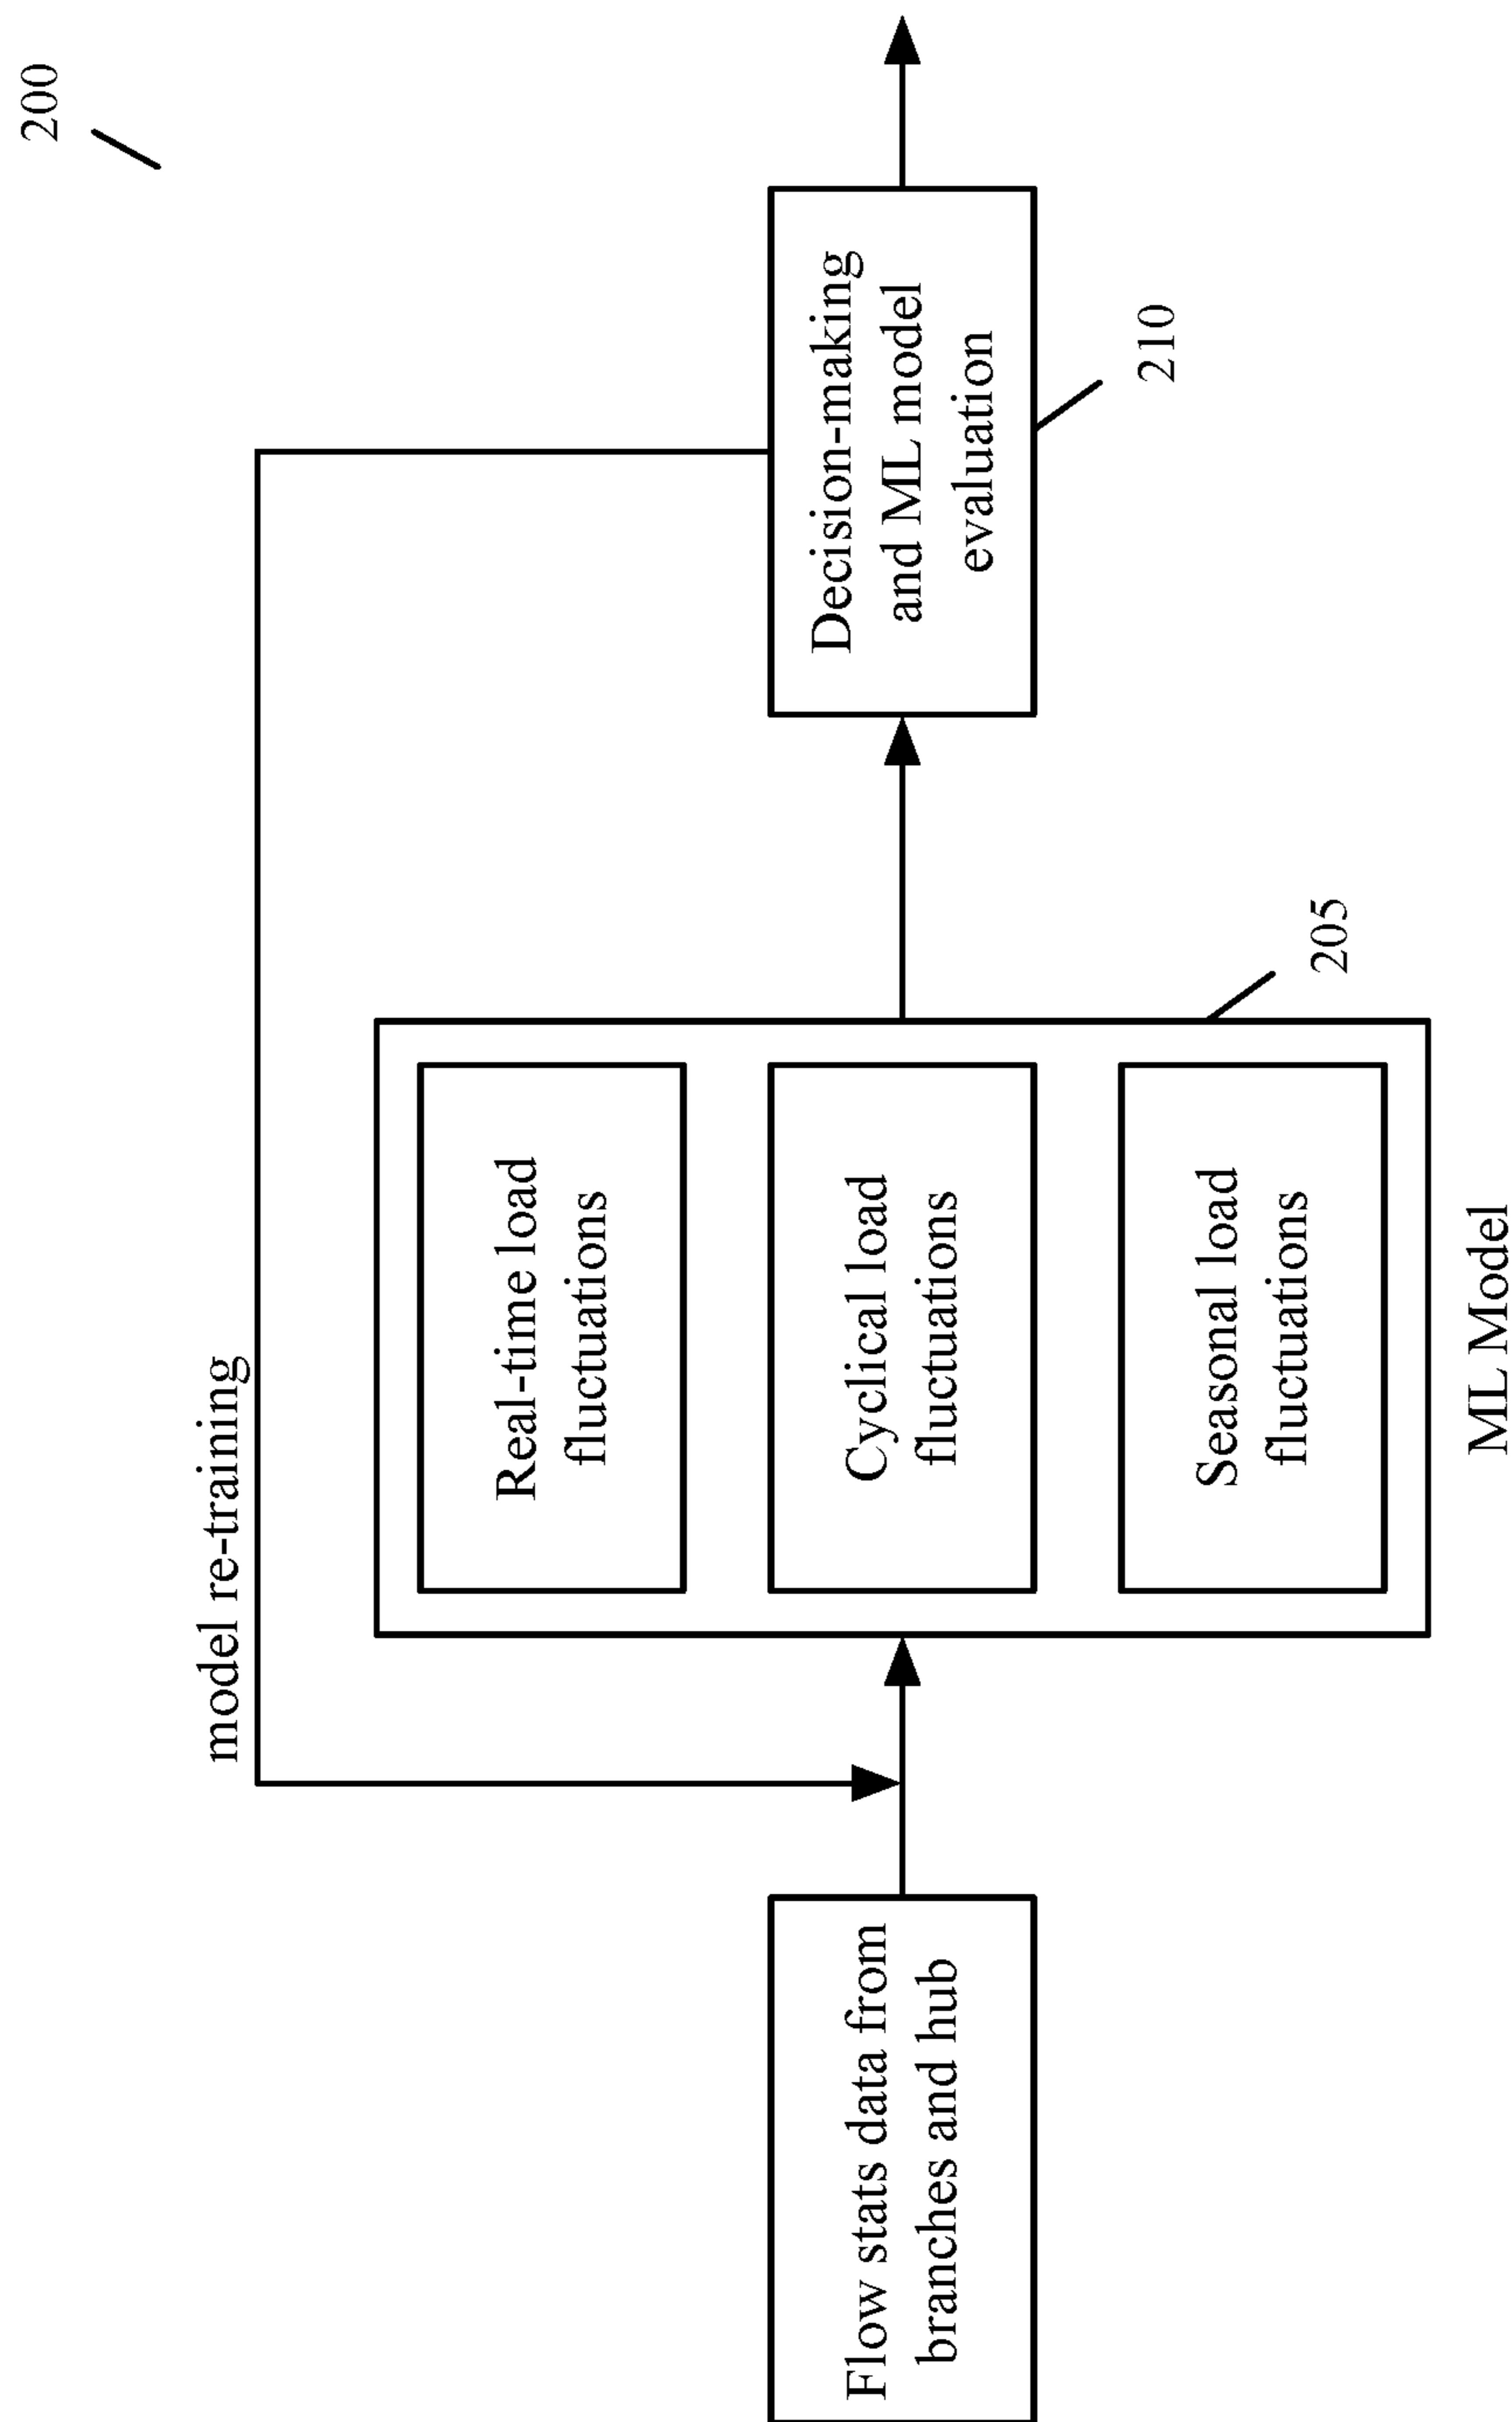 200
model re-training
Flow stats data from
branches and hub
Real-time load
fluctuations
Cyclical load
fluctuations
Seasonal load
fluctuations
ML Model
205
Decision-making
and ML model
evaluation
210